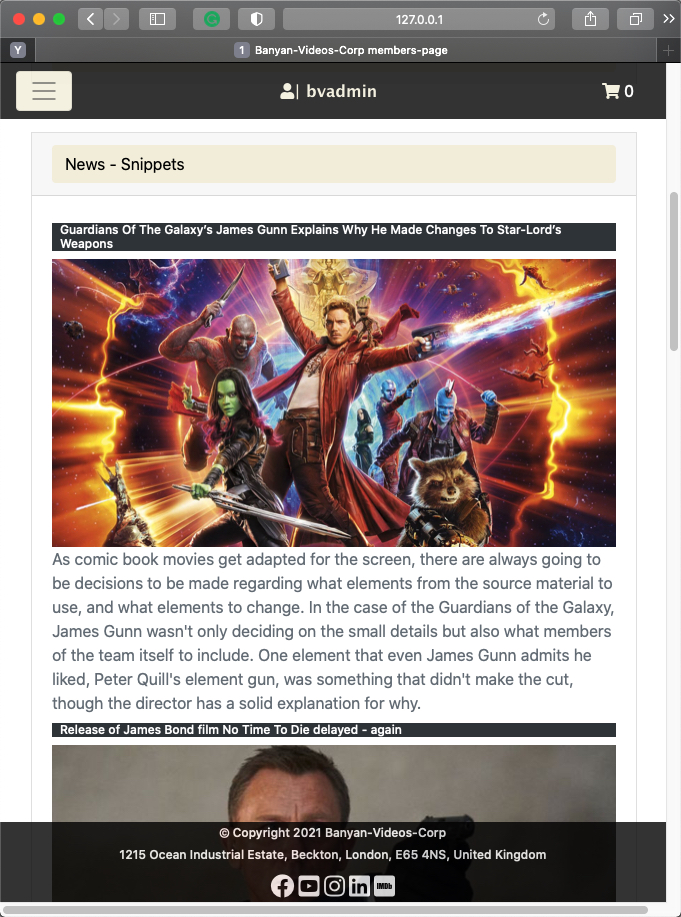 127.0.0.1
Y
1 Banyan-Videos-Corp members-page
bvadmin
0
News - Snippets
Guardians Of The Galaxy’s James Gunn Explains Why He Made Changes To Star-Lord’s
Weapons
As comic book movies get adapted for the screen, there are always going to
be decisions to be made regarding what elements from the source material to
use, and what elements to change. In the case of the Guardians of the Galaxy,
James Gunn wasn't only deciding on the small details but also what members
of the team itself to include. One element that even James Gunn admits he
liked, Peter Quill's element gun, was something that didn't make the cut,
though the director has a solid explanation for why.
Release of James Bond film No Time To Die delayed - again
© Copyright 2021 Banyan-Videos-Corp
1215 Ocean Industrial Estate, Beckton, London, E65 4NS, United Kingdom
IMDb